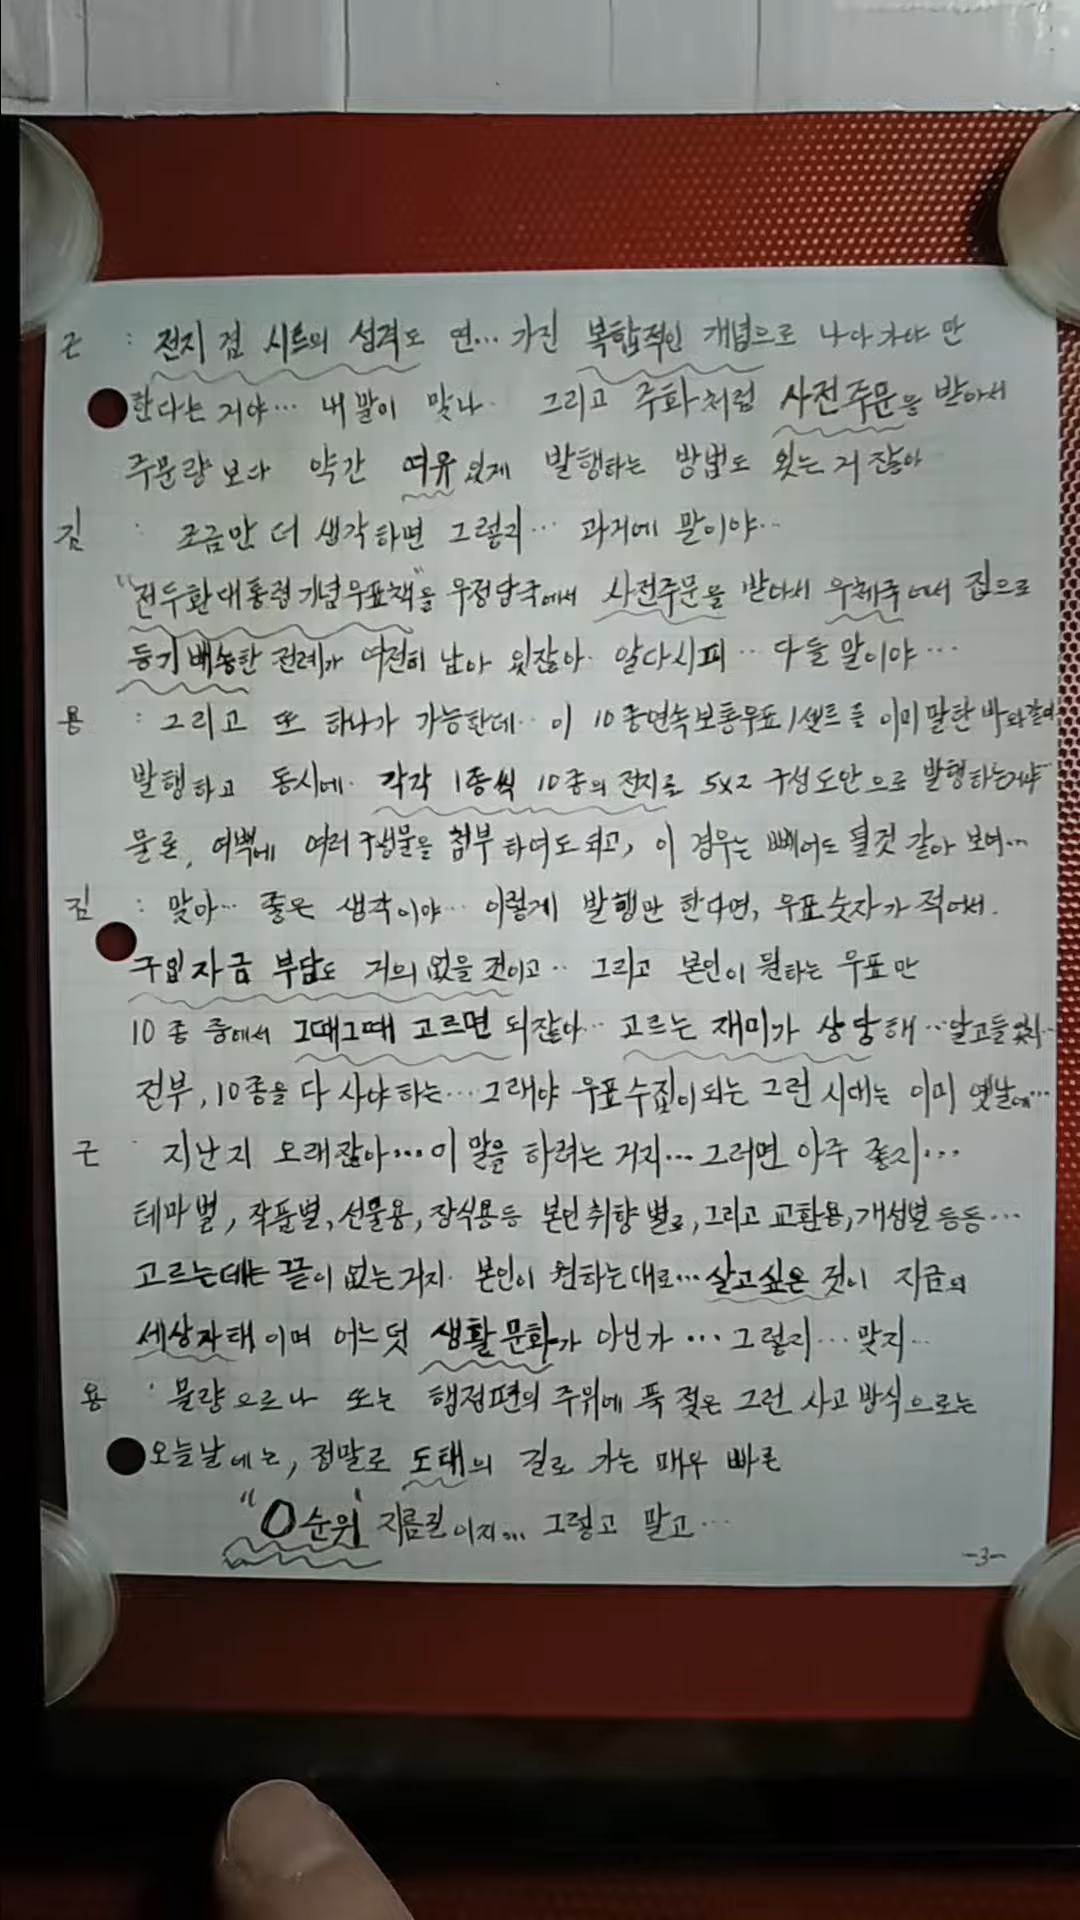 근 : 전지 겸 시트의 성격도 연... 가진 복합적인 개념으로 나아가야 만
한다는 거야... 내 말이 맞나. 그리고 주화처럼 사전주문을 받아서
주문량보다 약간 여유있게 발행하는 방법도 있는 거 잖아
김 : 조금만 더 생각하면 그렇지... 과거에 말이야...
"전두환대통령기념우표책"을 우정당국에서 사전주문을 받아서 우체국에서 집으로
등기배송한 전례가 여전히 남아 있잖아. 알다시피... 다들 말이야...
용 : 그리고 또 하나가 가능한데.. 이 10종연속보통우표 1세트를 이미 말한 바와같이
발행하고 동시에. 각각 1종씩 10종의 전지를 5x2 구성도안으로 발행하는거야
물론, 여백에 여러 구성물을 첨부하여도 되고, 이 경우는 빼어도 될것 같아 보여...
김 : 맞아... 좋은 생각이야... 이렇게 발행만 한다면, 우표숫자가 적어서.
구입자금 부담도 거의 없을 것이고.. 그리고 본인이 원하는 우표만
10종 중에서 그때그때 고르면 되잖아... 고르는 재미가 상당해...알고들 있지..
전부, 10종을 다 사야하는...그래야 우표수집이되는 그런 시대는 이미 옛날에...
근 : 지난지 오래잖아...이 말을 하려는 거지...그러면 아주 좋지...
테마별, 작품별, 선물용, 장식용등 본인취향별로, 그리고 교환용, 개성별 등등...
고르는데는 끝이 없는거지. 본인이 원하는대로...살고싶은 것이 지금의
세상자태이며 어느덧 생활문화가 아닌가 ... 그렇지... 맞지...
용 : 물량으로나 또는 행정편의 주위에 푹 젖은 그런 사고방식으로는
오늘날에는, 정말로 도태의 길로 가는 매우 빠른
"0순위" 지름길이지... 그렇고 말고...
-3-